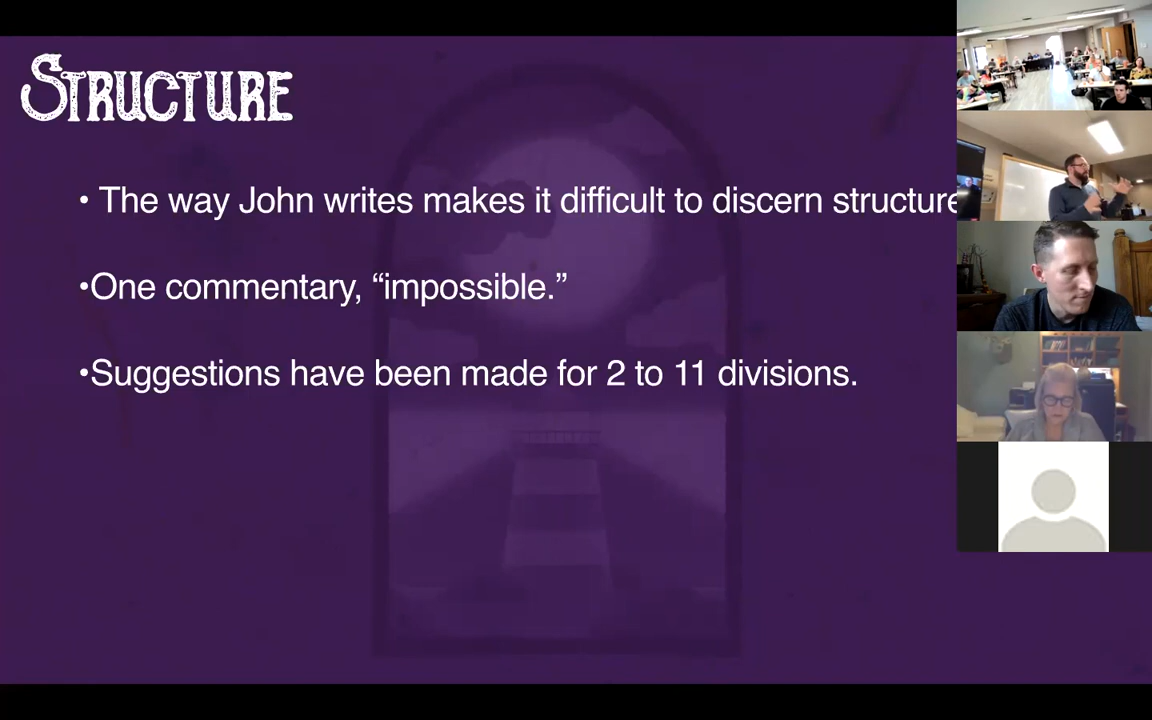 STRUCTURE
• The way John writes makes it difficult to discern structure
•One commentary, “impossible.”
•Suggestions have been made for 2 to 11 divisions.